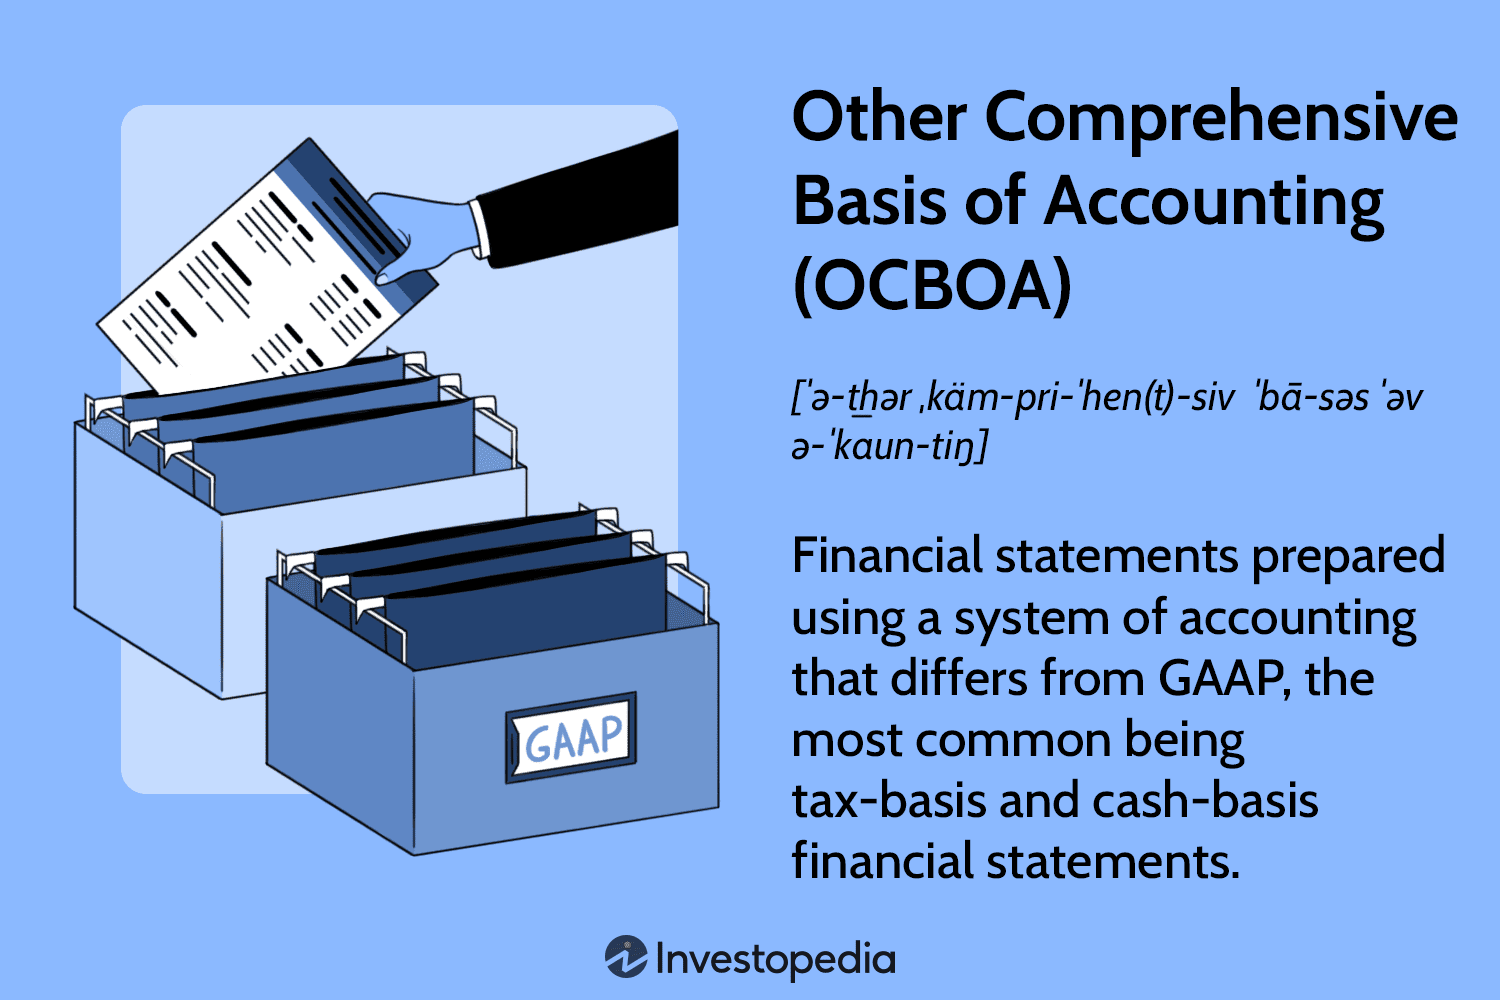 Other Comprehensive
Basis of Accounting
(OCBOA)
[ˈə-t͟hər ˌkäm-pri-ˈhen(t)-siv ˈbā-səs ˈəv
ə-ˈkaun-tiŋ]
Financial statements prepared
using a system of accounting
that differs from GAAP, the
most common being
tax-basis and cash-basis
financial statements.
GAAP
Investopedia